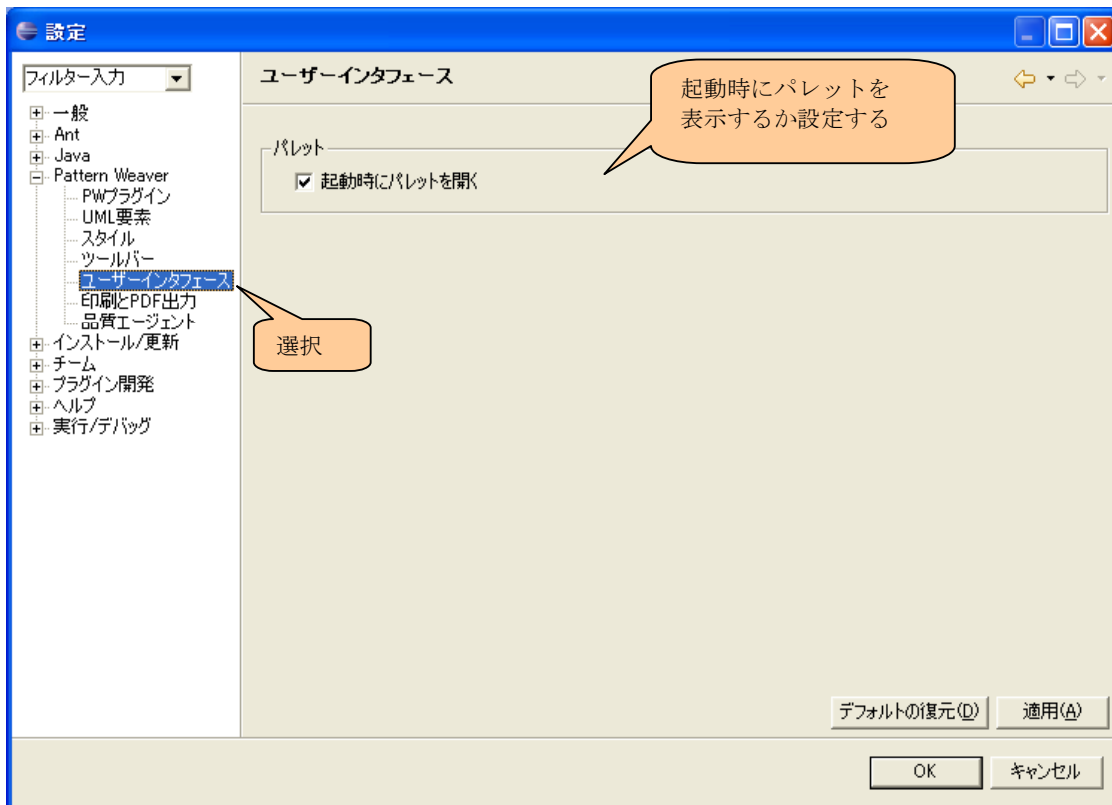 設定
フィルター入力
一般
Ant
Java
Pattern Weaver
PWプラグイン
UML要素
スタイル
ツールバー
ユーザーインタフェース
印刷とPDF出力
品質エージェント
インストール/更新
チーム
プラグイン開発
ヘルプ
実行/デバッグ
選択
ユーザーインタフェース
起動時にパレットを
表示するか設定する
パレット
起動時にパレットを開く
デフォルトの復元(D)
適用(A)
OK
キャンセル